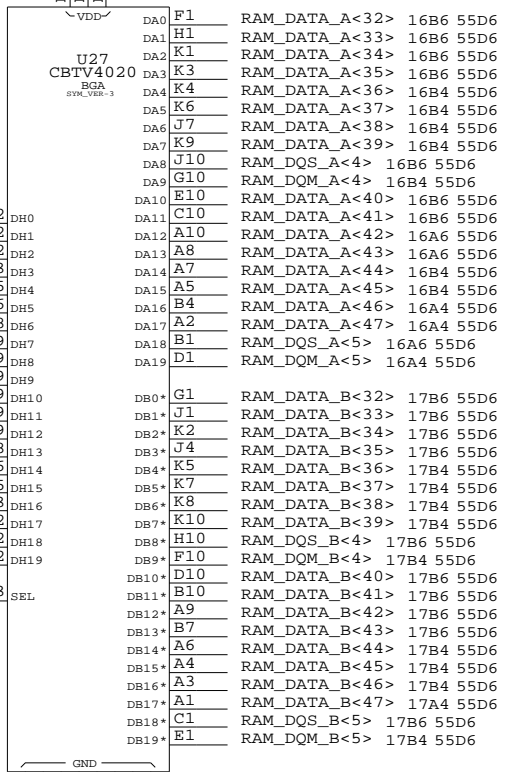 VDD
U27
CBTV4020
BGA
SYM_VER-3
DA0 F1 RAM_DATA_A<32> 16B6 55D6
DA1 H1 RAM_DATA_A<33> 16B6 55D6
DA2 K1 RAM_DATA_A<34> 16B6 55D6
DA3 K3 RAM_DATA_A<35> 16B6 55D6
DA4 K4 RAM_DATA_A<36> 16B4 55D6
DA5 K6 RAM_DATA_A<37> 16B4 55D6
DA6 J7 RAM_DATA_A<38> 16B4 55D6
DA7 K9 RAM_DATA_A<39> 16B4 55D6
DA8 J10 RAM_DQS_A<4> 16B6 55D6
DA9 G10 RAM_DQM_A<4> 16B4 55D6
DA10 E10 RAM_DATA_A<40> 16B6 55D6
DH0 DA11 C10 RAM_DATA_A<41> 16B6 55D6
DH1 DA12 A10 RAM_DATA_A<42> 16A6 55D6
DH2 DA13 A8 RAM_DATA_A<43> 16A6 55D6
DH3 DA14 A7 RAM_DATA_A<44> 16B4 55D6
DH4 DA15 A5 RAM_DATA_A<45> 16B4 55D6
DH5 DA16 B4 RAM_DATA_A<46> 16A4 55D6
DH6 DA17 A2 RAM_DATA_A<47> 16A4 55D6
DH7 DA18 B1 RAM_DQS_A<5> 16A6 55D6
DH8 DA19 D1 RAM_DQM_A<5> 16A4 55D6
DH9
DH10 DB0* G1 RAM_DATA_B<32> 17B6 55D6
DH11 DB1* J1 RAM_DATA_B<33> 17B6 55D6
DH12 DB2* K2 RAM_DATA_B<34> 17B6 55D6
DH13 DB3* J4 RAM_DATA_B<35> 17B6 55D6
DH14 DB4* K5 RAM_DATA_B<36> 17B4 55D6
DH15 DB5* K7 RAM_DATA_B<37> 17B4 55D6
DH16 DB6* K8 RAM_DATA_B<38> 17B4 55D6
DH17 DB7* K10 RAM_DATA_B<39> 17B4 55D6
DH18 DB8* H10 RAM_DQS_B<4> 17B6 55D6
DH19 DB9* F10 RAM_DQM_B<4> 17B4 55D6
DB10* D10 RAM_DATA_B<40> 17B6 55D6
SEL DB11* B10 RAM_DATA_B<41> 17B6 55D6
DB12* A9 RAM_DATA_B<42> 17B6 55D6
DB13* B7 RAM_DATA_B<43> 17B6 55D6
DB14* A6 RAM_DATA_B<44> 17B4 55D6
DB15* A4 RAM_DATA_B<45> 17B4 55D6
DB16* A3 RAM_DATA_B<46> 17B4 55D6
DB17* A1 RAM_DATA_B<47> 17A4 55D6
DB18* C1 RAM_DQS_B<5> 17B6 55D6
DB19* E1 RAM_DQM_B<5> 17B4 55D6
GND